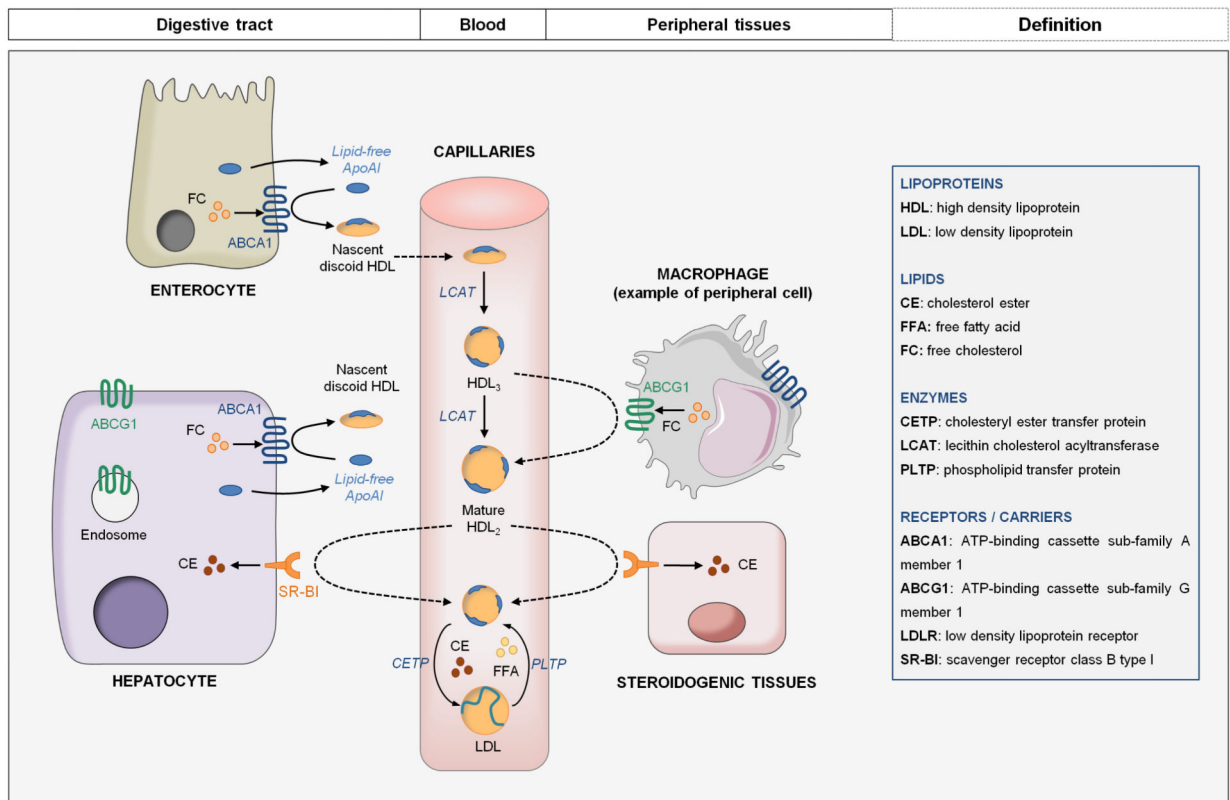 Digestive tract
Blood
Peripheral tissues
Definition
Lipid-free
ApoAI
FC
ABCA1
Nascent
discoid HDL
ENTEROCYTE
CAPILLARIES
LCAT
HDL3
LCAT
Mature
HDL2
CETP
CE
FFA
PLTP
LDL
MACROPHAGE
(example of peripheral cell)
ABCG1
FC
Nascent
discoid HDL
ABCG1
ABCA1
FC
Lipid-free
ApoAI
Endosome
CE
SR-BI
HEPATOCYTE
CE
STEROIDOGENIC TISSUES
LIPOPROTEINS
HDL: high density lipoprotein
LDL: low density lipoprotein
LIPIDS
CE: cholesterol ester
FFA: free fatty acid
FC: free cholesterol
ENZYMES
CETP: cholesteryl ester transfer protein
LCAT: lecithin cholesterol acyltransferase
PLTP: phospholipid transfer protein
RECEPTORS / CARRIERS
ABCA1: ATP-binding cassette sub-family A
member 1
ABCG1: ATP-binding cassette sub-family G
member 1
LDLR: low density lipoprotein receptor
SR-BI: scavenger receptor class B type I